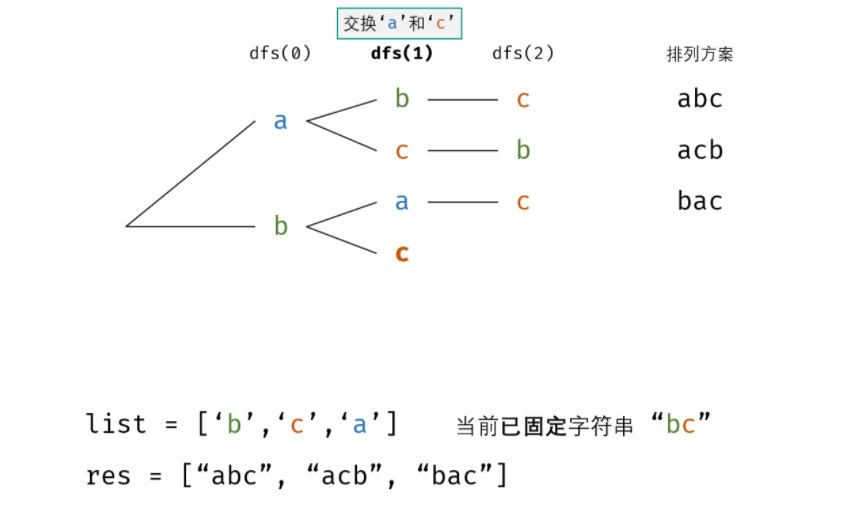 交换‘a’和‘c’
dfs(0) dfs(1) dfs(2) 排列方案
b c abc
a
c b acb
a c bac
b
c
list = [‘b’,‘c’,‘a’] 当前已固定字符串 “bc”
res = [“abc”, “acb”, “bac”]